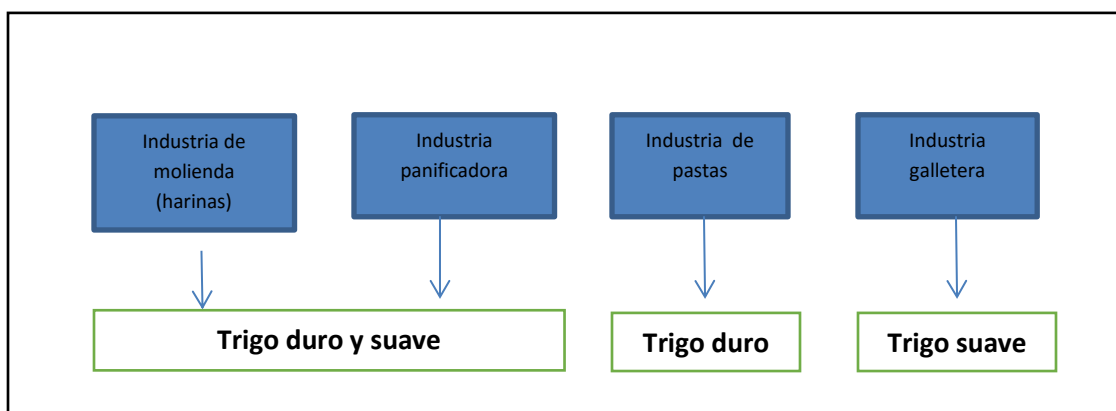 Industria de
molienda
(harinas)
Industria
panificadora
Industria de
pastas
Industria
galletera
Trigo duro y suave
Trigo duro
Trigo suave